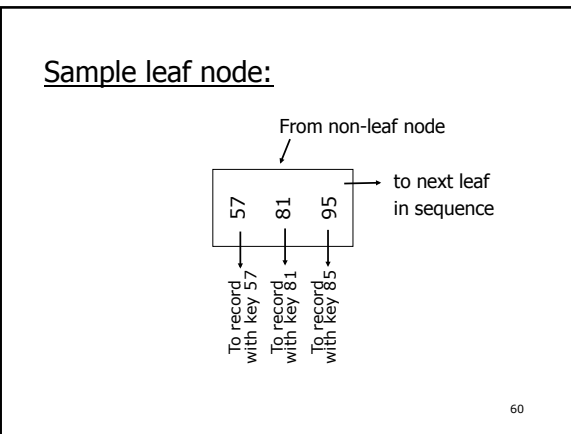 Sample leaf node:
From non-leaf node
to next leaf
in sequence
57
81
95
To record
with key 57
To record
with key 81
To record
with key 85
60